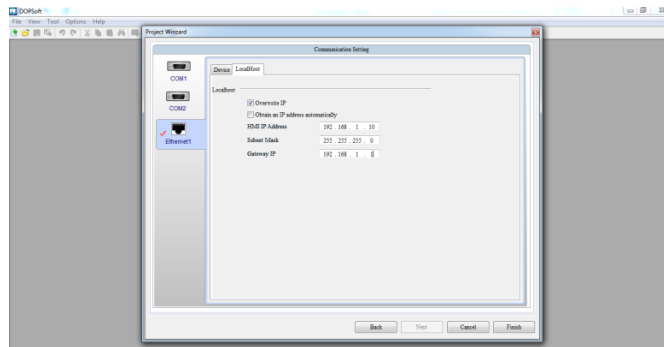 DOPSoft
File View Tool Options Help
Project Winzard
Communication Setting
COM1
COM2
Ethernet1
Device LocalHost
Localhost
Overwrite IP
Obtain an IP address automatically
HMI IP Address 192 . 168 . 1 . 10
Subnet Mask 255 . 255 . 255 . 0
Gateway IP 192 . 168 . 1 . 1
Back Next Cancel Finish